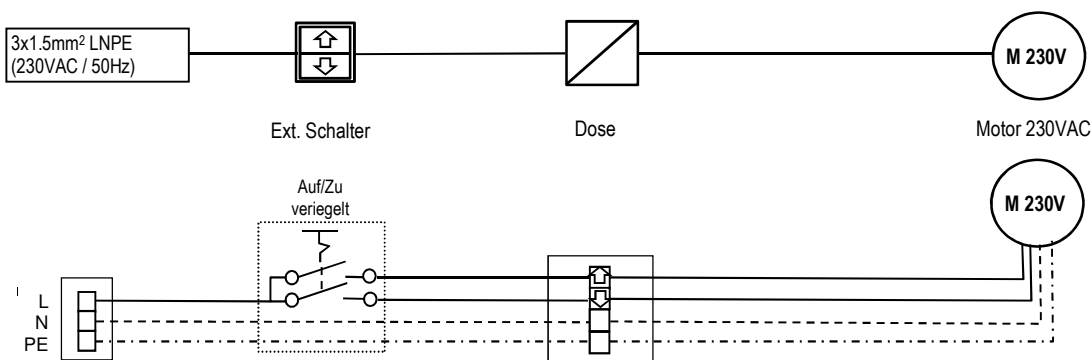 3x1.5mm² LNPE
(230VAC / 50Hz)
M 230V
Ext. Schalter
Dose
Motor 230VAC
Auf/Zu
veriegelt
M 230V
L
N
PE